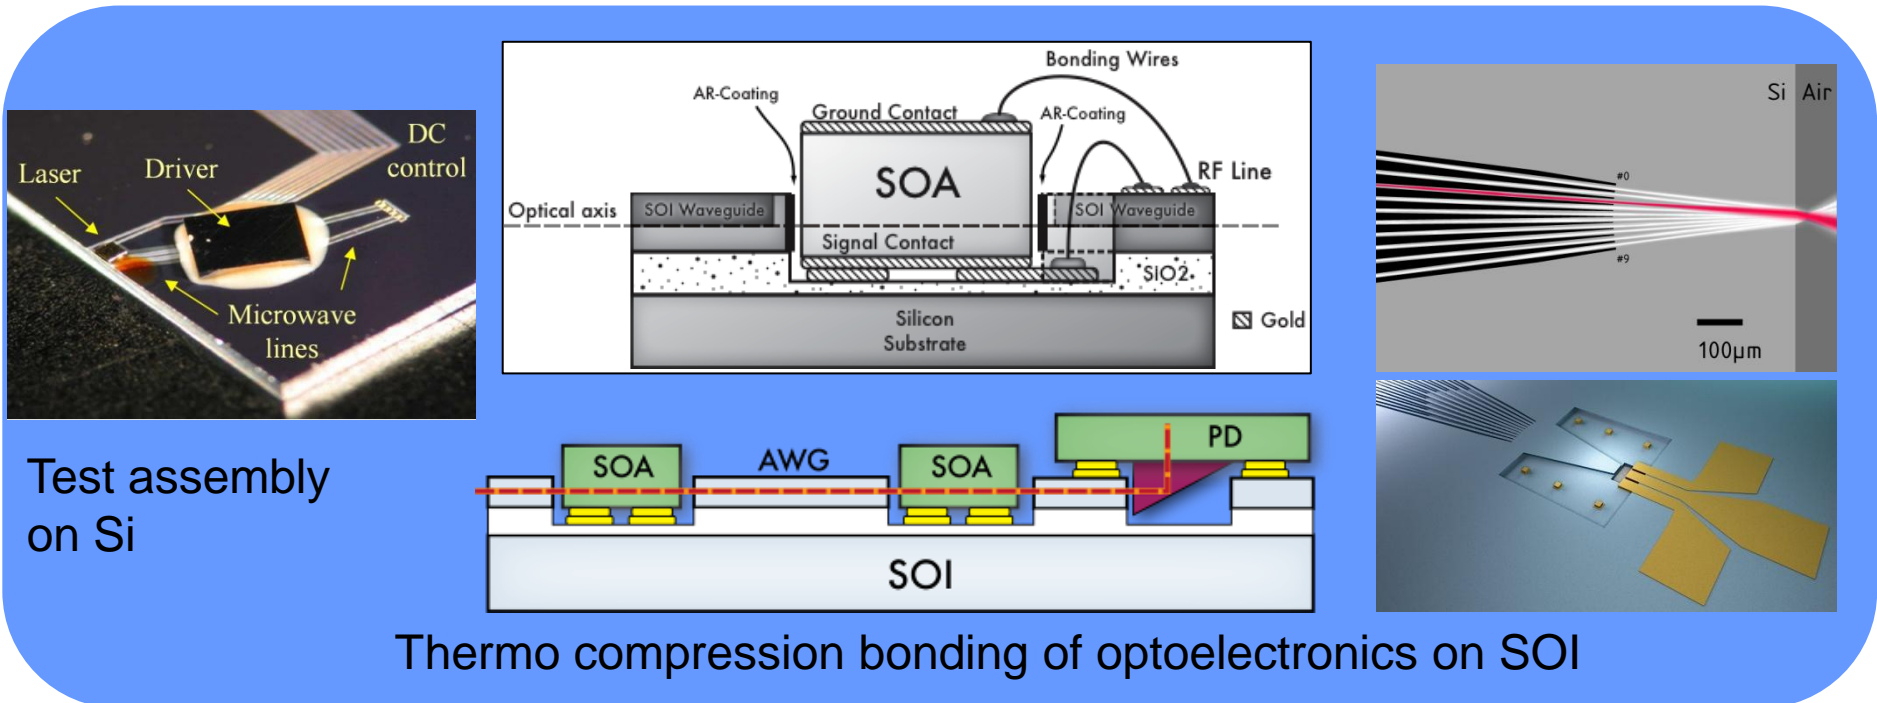 Laser
Driver
DC
control
Microwave
lines
Test assembly
on Si
Bonding Wires
AR-Coating
Ground Contact
AR-Coating
SOA
RF Line
Optical axis
SOI Waveguide
SOI Waveguide
Signal Contact
SiO2
Silicon
Substrate
Gold
SOA
AWG
SOA
PD
SOI
Si
Air
#0
#9
100µm
Thermo compression bonding of optoelectronics on SOI